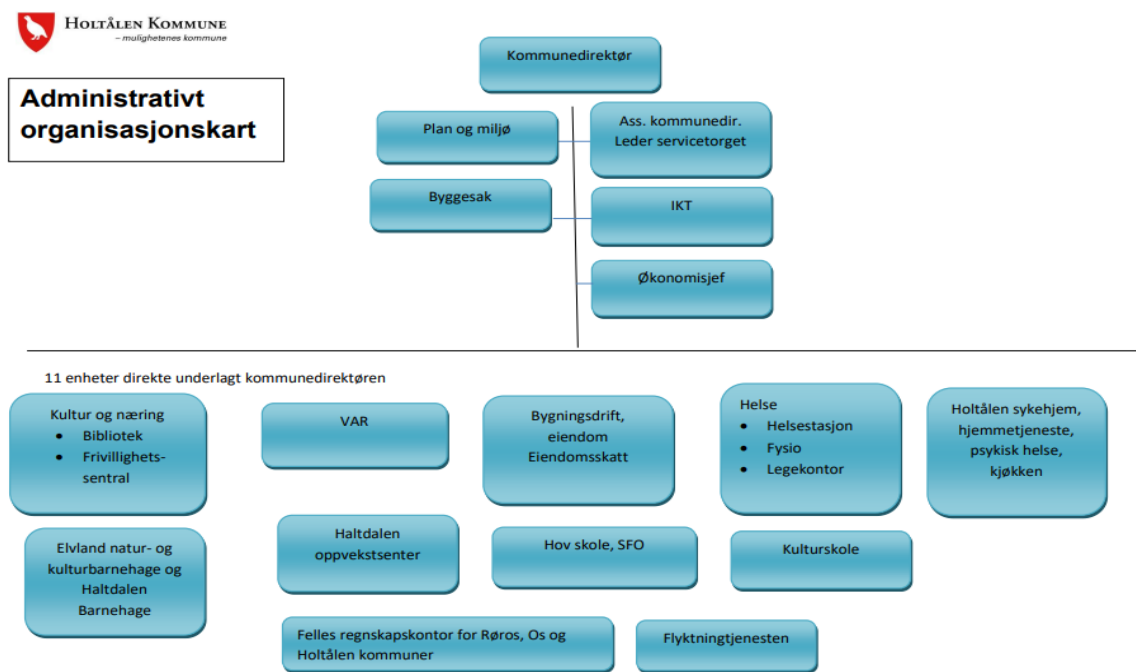 HOLTÅLEN KOMMUNE
– mulighetenes kommune
Administrativt
organisasjonskart
Kommunedirektør
Plan og miljø
Ass. kommunedir.
Leder servicetorget
Byggesak
IKT
Økonomisjef
11 enheter direkte underlagt kommunedirektøren
Kultur og næring
• Bibliotek
• Frivillighets-
sentral
VAR
Bygningsdrift,
eiendom
Eiendomsskatt
Helse
• Helsestasjon
• Fysio
• Legekontor
Holtålen sykehjem,
hjemmetjeneste,
psykisk helse,
kjøkken
Elvland natur- og
kulturbarnehage og
Haltdalen
Barnehage
Haltdalen
oppvekstsenter
Hov skole, SFO
Kulturskole
Felles regnskapskontor for Røros, Os og
Holtålen kommuner
Flyktningtjenesten